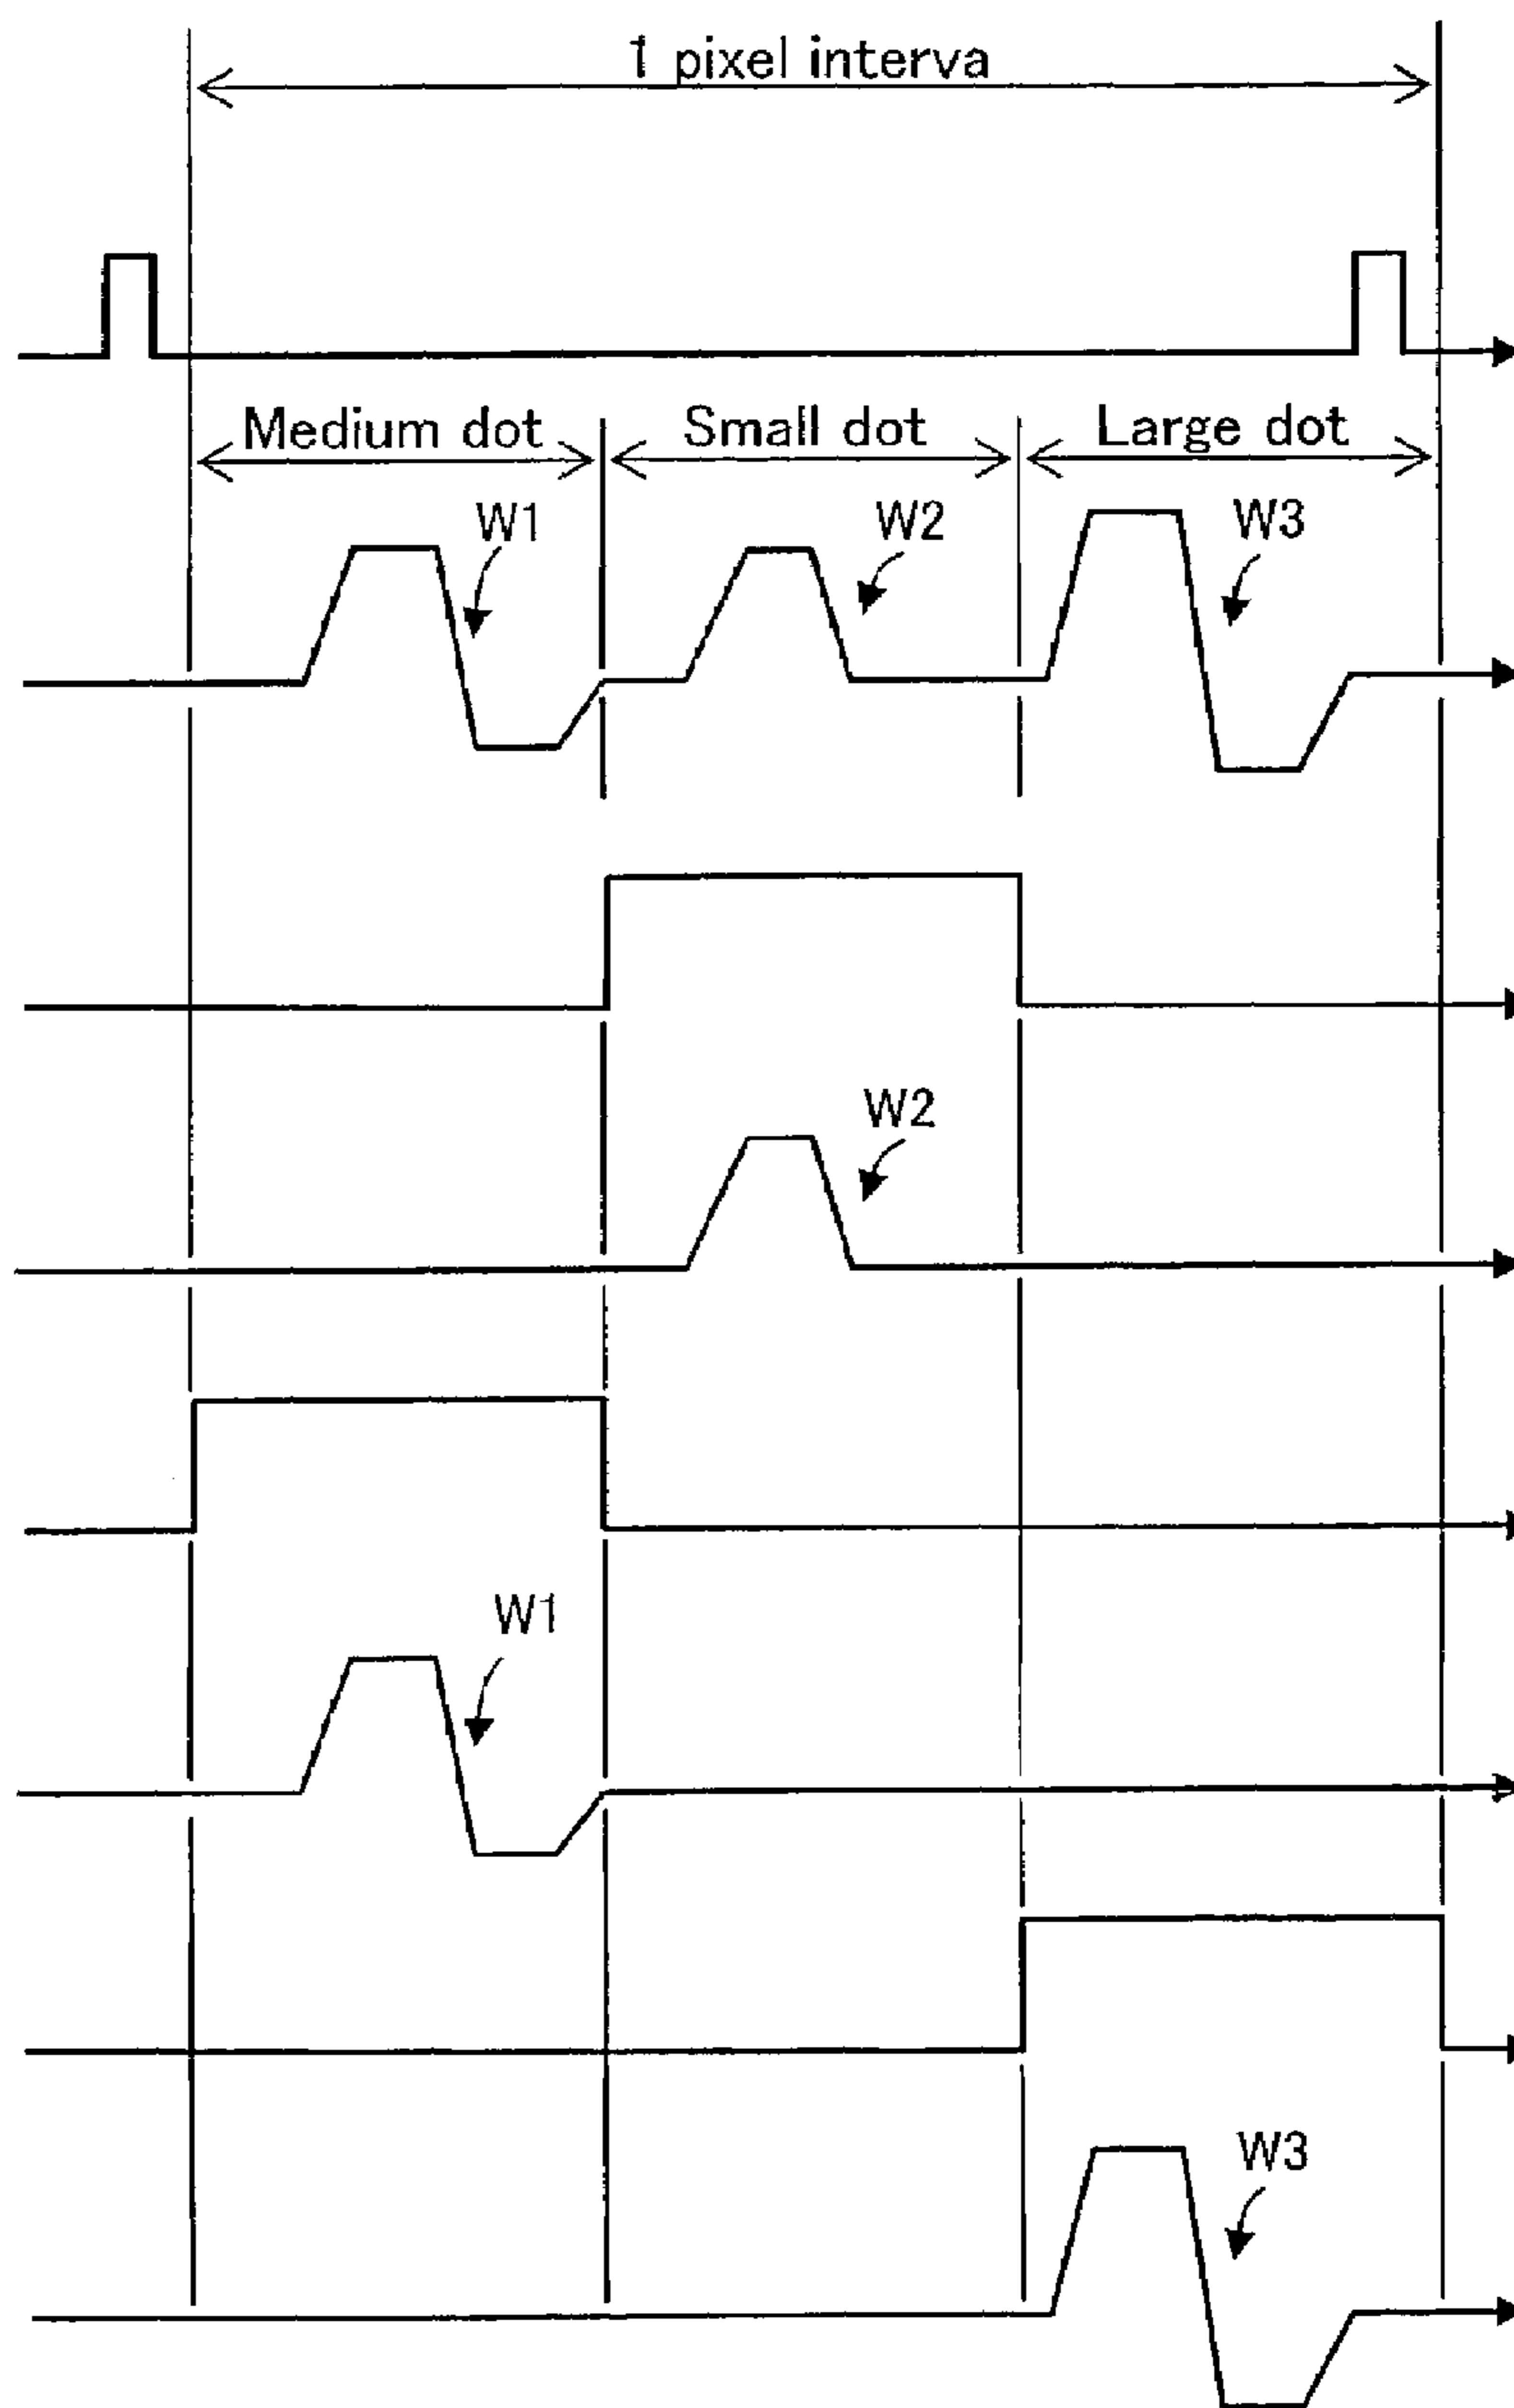 1 pixel interva
Medium dot
Small dot
Large dot
W1
W2
W3
W2
W1
W3